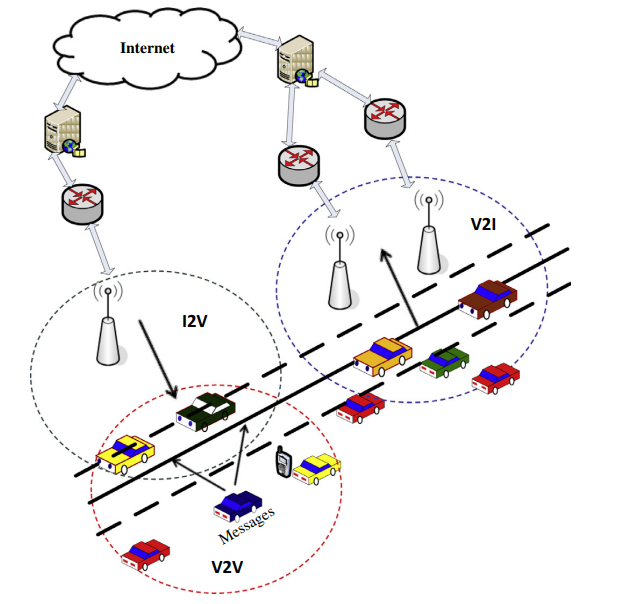 Internet
V2I
I2V
Messages
V2V